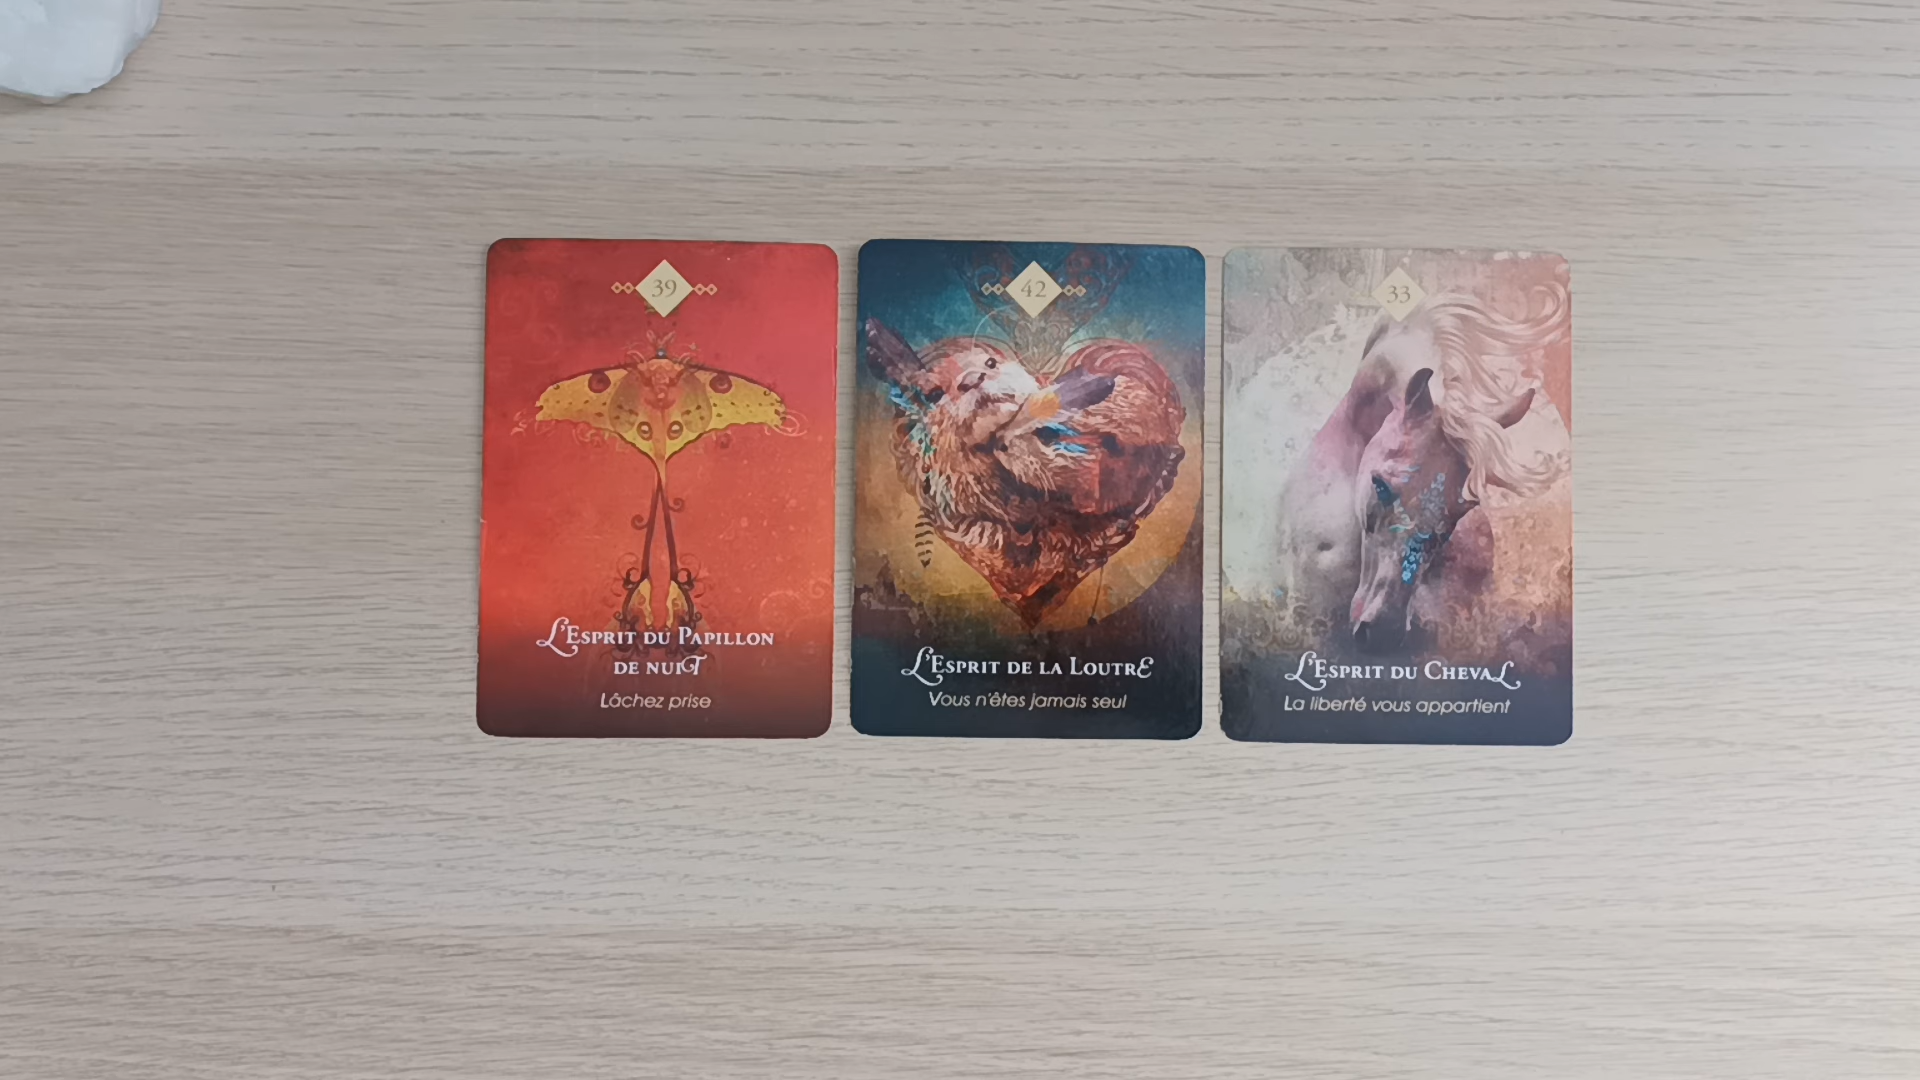 39
L'Esprit du Papillon
de nuit
Lâchez prise
42
L'Esprit de la Loutre
Vous n'êtes jamais seul
33
L'Esprit du Cheval
La liberté vous appartient